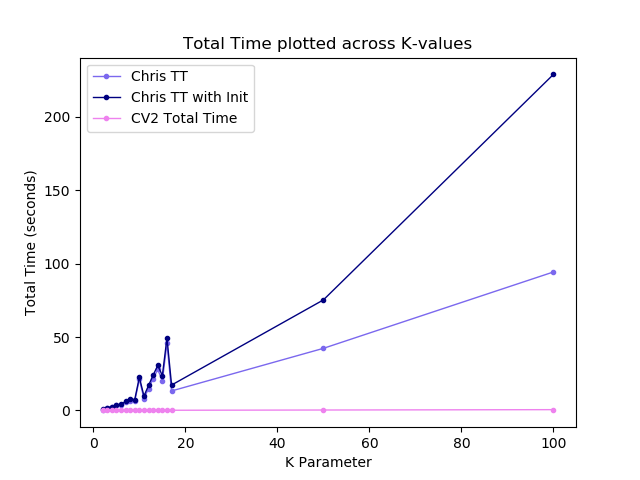 Total Time plotted across K-values
Chris TT
Chris TT with Init
CV2 Total Time
Total Time (seconds)
200
150
100
50
0
0 20 40 60 80 100
K Parameter